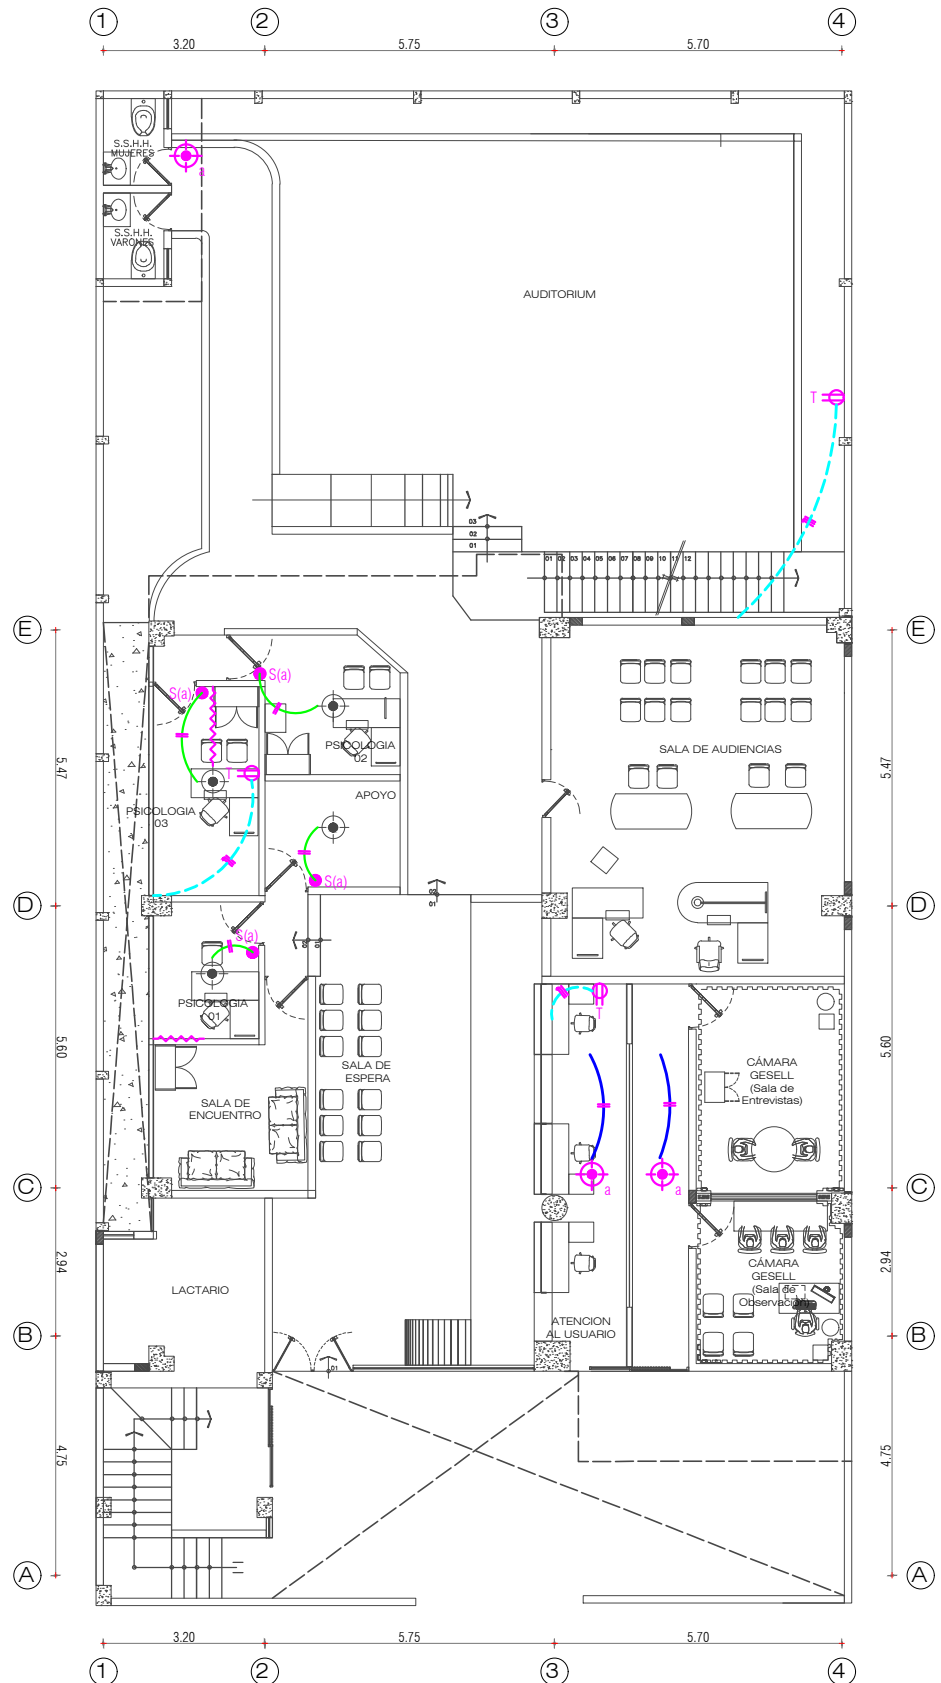 1 2 3 4
3.20 5.75 5.70
S.S.H.H.
MUJERES
a
S.S.H.H.
VARONES
AUDITORIUM
T
03
02
01
01 02 03 04 05 06 07 08 09 10 11 12
E E
S(a)
S(a)
PSICOLOGIA
02
SALA DE AUDIENCIAS
5.47 5.47
T
APOYO
PSICOLOGIA
03
S(a)
03
01
D D
S(a)
T
PSICOLOGIA
01
5.60 5.60
SALA DE
ESPERA
CÁMARA
GESELL
(Sala de
Entrevistas)
SALA DE
ENCUENTRO
a a
C C
2.94 2.94
CÁMARA
GESELL
(Sala de
Observación)
LACTARIO
ATENCION
AL USUARIO
B B
01
4.75 4.75
A A
3.20 5.75 5.70
1 2 3 4